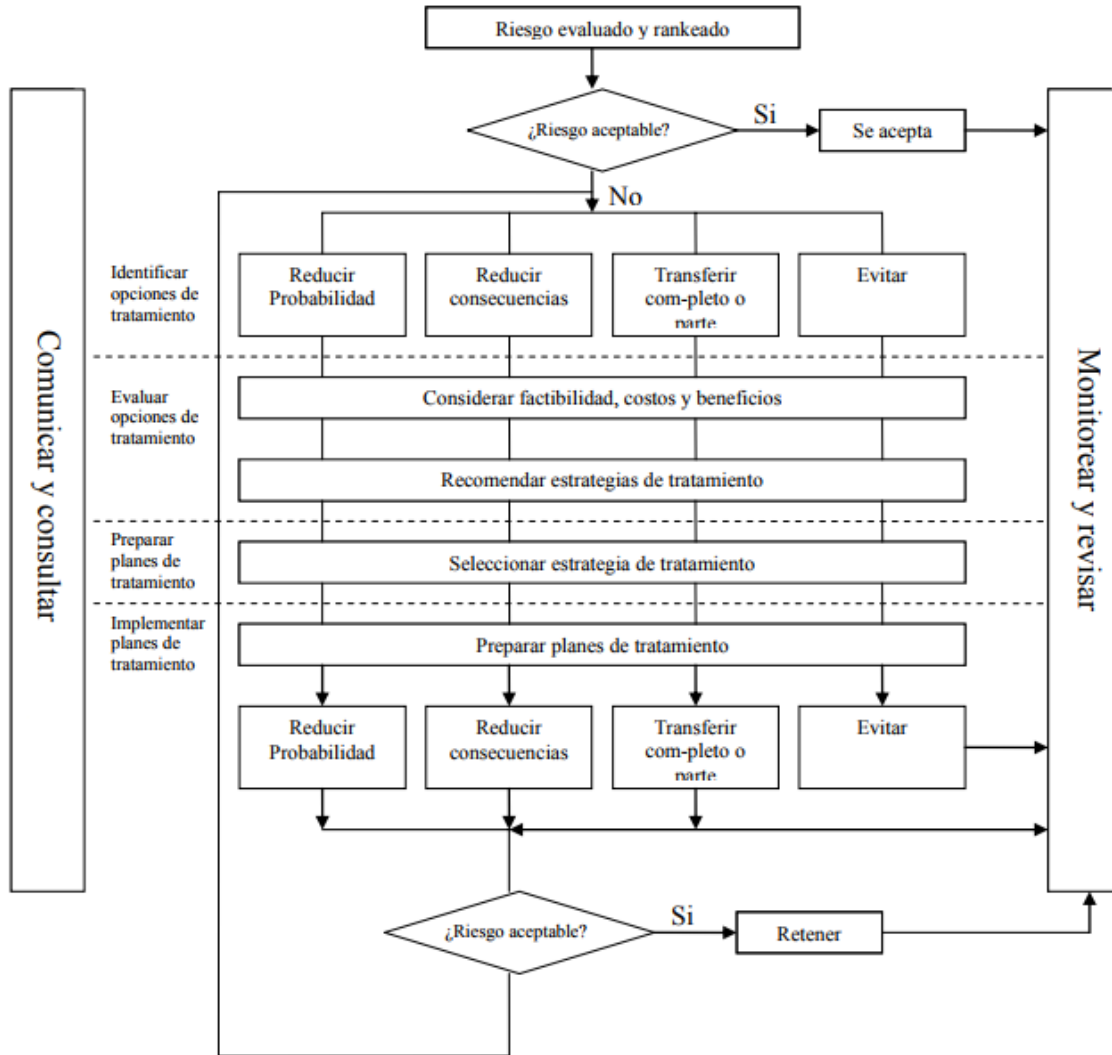 Riesgo evaluado y rankeado
¿Riesgo aceptable?
Si
Se acepta
No
Comunicar y consultar
Monitorear y revisar
Identificar
opciones de
tratamiento
Reducir
Probabilidad
Reducir
consecuencias
Transferir
com-pleto o
parte
Evitar
Evaluar
opciones de
tratamiento
Considerar factibilidad, costos y beneficios
Recomendar estrategias de tratamiento
Preparar
planes de
tratamiento
Seleccionar estrategia de tratamiento
Implementar
planes de
tratamiento
Preparar planes de tratamiento
Reducir
Probabilidad
Reducir
consecuencias
Transferir
com-pleto o
parte
Evitar
¿Riesgo aceptable?
Si
Retener